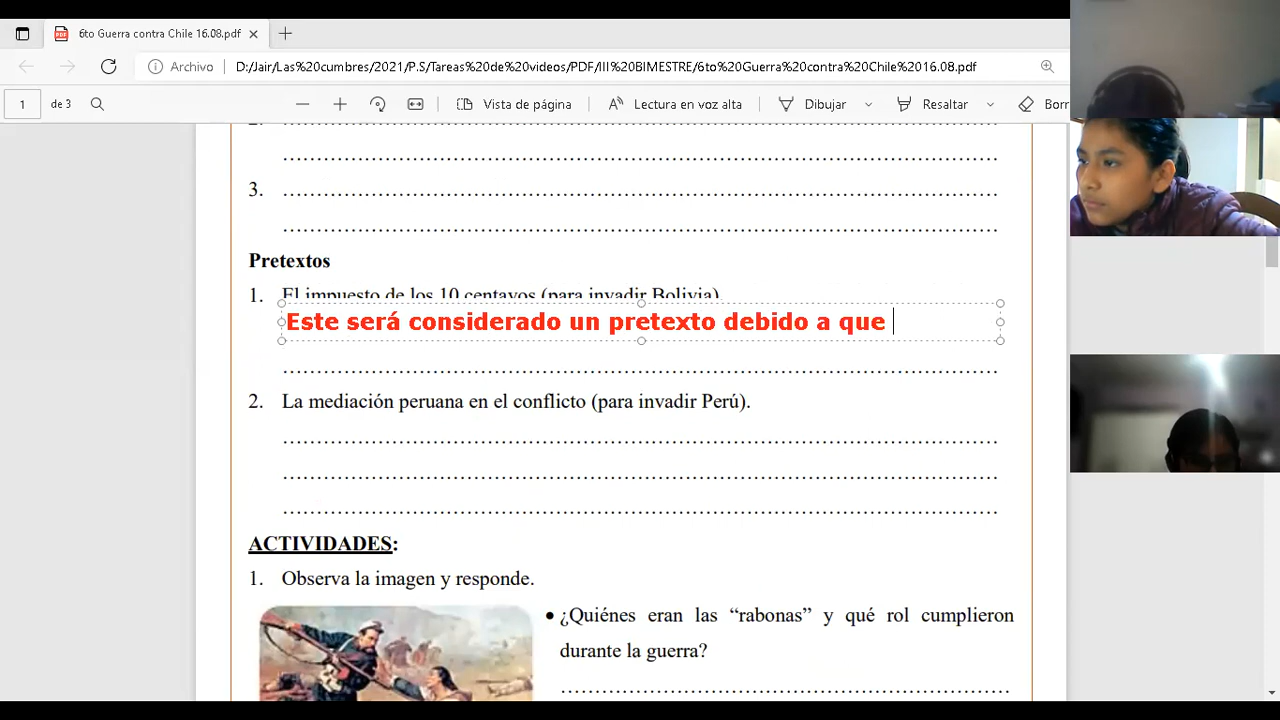 6to Guerra contra Chile 16.08.pdf
Archivo
D:/Jair/Las%20cumbres/2021/P.S/Tareas%20de%20videos/PDF/III%20BIMESTRE/6to%20Guerra%20contra%20Chile%2016.08.pdf
1 de 3
Vista de página
Lectura en voz alta
Dibujar
Resaltar
Borr
2. ........................................................................
........................................................................
3. ........................................................................
........................................................................
Pretextos
1. El impuesto de los 10 centavos (para invadir Bolivia).
Este será considerado un pretexto debido a que
........................................................................
2. La mediación peruana en el conflicto (para invadir Perú).
........................................................................
........................................................................
........................................................................
ACTIVIDADES:
1. Observa la imagen y responde.
• ¿Quiénes eran las “rabonas” y qué rol cumplieron
durante la guerra?
........................................................................